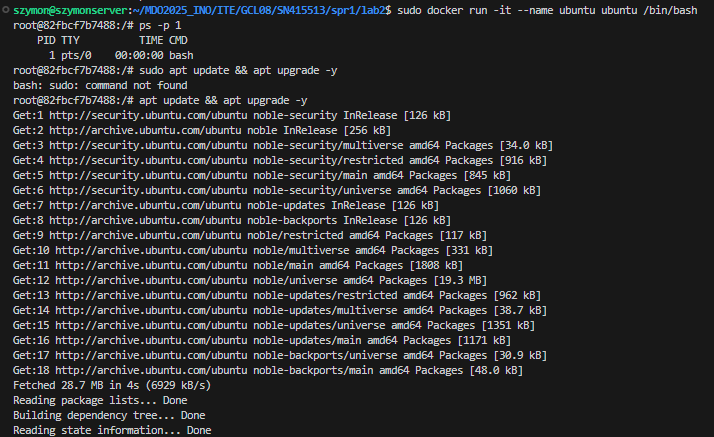 szymon@szymonserver:~/MDO2025_INO/ITE/GCL08/SN415513/spr1/lab2$ sudo docker run -it --name ubuntu ubuntu /bin/bash
root@82fbcf7b7488:/# ps -p 1
    PID TTY          TIME CMD
      1 pts/0    00:00:00 bash
root@82fbcf7b7488:/# sudo apt update && apt upgrade -y
bash: sudo: command not found
root@82fbcf7b7488:/# apt update && apt upgrade -y
Get:1 http://security.ubuntu.com/ubuntu noble-security InRelease [126 kB]
Get:2 http://archive.ubuntu.com/ubuntu noble InRelease [256 kB]
Get:3 http://security.ubuntu.com/ubuntu noble-security/multiverse amd64 Packages [34.0 kB]
Get:4 http://security.ubuntu.com/ubuntu noble-security/restricted amd64 Packages [916 kB]
Get:5 http://security.ubuntu.com/ubuntu noble-security/main amd64 Packages [845 kB]
Get:6 http://security.ubuntu.com/ubuntu noble-security/universe amd64 Packages [1060 kB]
Get:7 http://archive.ubuntu.com/ubuntu noble-updates InRelease [126 kB]
Get:8 http://archive.ubuntu.com/ubuntu noble-backports InRelease [126 kB]
Get:9 http://archive.ubuntu.com/ubuntu noble/restricted amd64 Packages [117 kB]
Get:10 http://archive.ubuntu.com/ubuntu noble/multiverse amd64 Packages [331 kB]
Get:11 http://archive.ubuntu.com/ubuntu noble/main amd64 Packages [1808 kB]
Get:12 http://archive.ubuntu.com/ubuntu noble/universe amd64 Packages [19.3 MB]
Get:13 http://archive.ubuntu.com/ubuntu noble-updates/restricted amd64 Packages [962 kB]
Get:14 http://archive.ubuntu.com/ubuntu noble-updates/multiverse amd64 Packages [38.7 kB]
Get:15 http://archive.ubuntu.com/ubuntu noble-updates/universe amd64 Packages [1351 kB]
Get:16 http://archive.ubuntu.com/ubuntu noble-updates/main amd64 Packages [1171 kB]
Get:17 http://archive.ubuntu.com/ubuntu noble-backports/universe amd64 Packages [30.9 kB]
Get:18 http://archive.ubuntu.com/ubuntu noble-backports/main amd64 Packages [48.0 kB]
Fetched 28.7 MB in 4s (6929 kB/s)
Reading package lists... Done
Building dependency tree... Done
Reading state information... Done